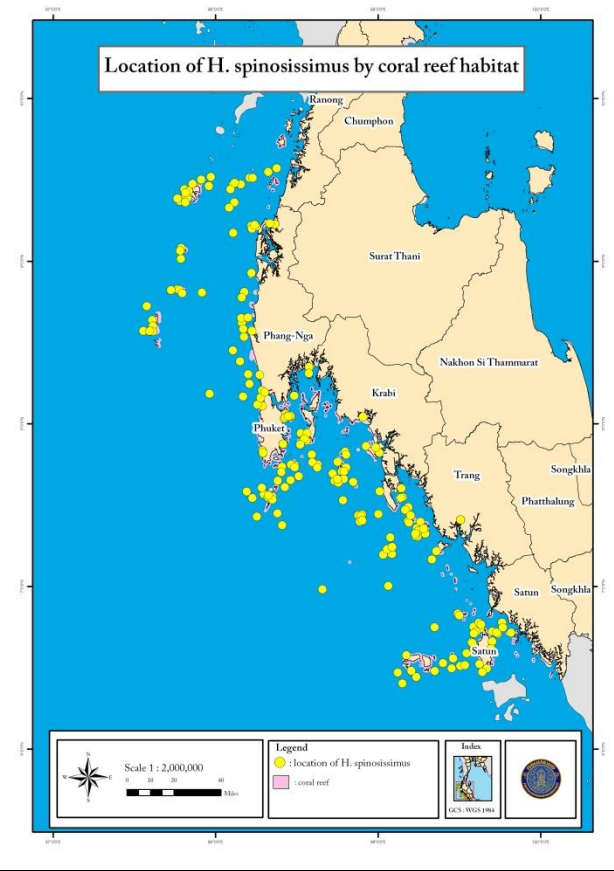 Location of H. spinosissimus by coral reef habitat
Ranong
Chumphon
Surat Thani
Phang-Nga
Nakhon Si Thammarat
Krabi
Phuket
Trang
Songkhla
Phatthalung
Satun
Songkhla
Satun
N
W
E
S
Scale 1 : 2,000,000
0 10 20 40
Miles
Legend
: location of H. spinosissimus
: coral reef
Index
GCS : WGS 1984